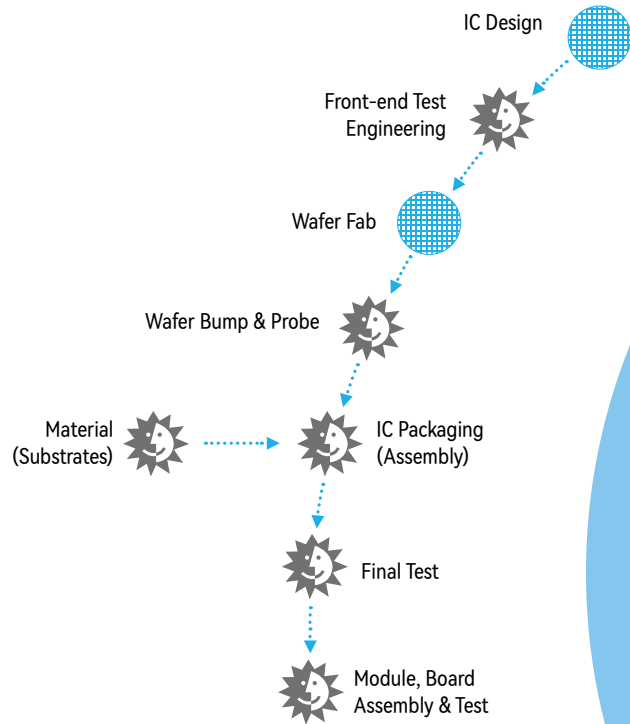 IC Design
Front-end Test
Engineering
Wafer Fab
Wafer Bump & Probe
Material
(Substrates)
IC Packaging
(Assembly)
Final Test
Module, Board
Assembly & Test